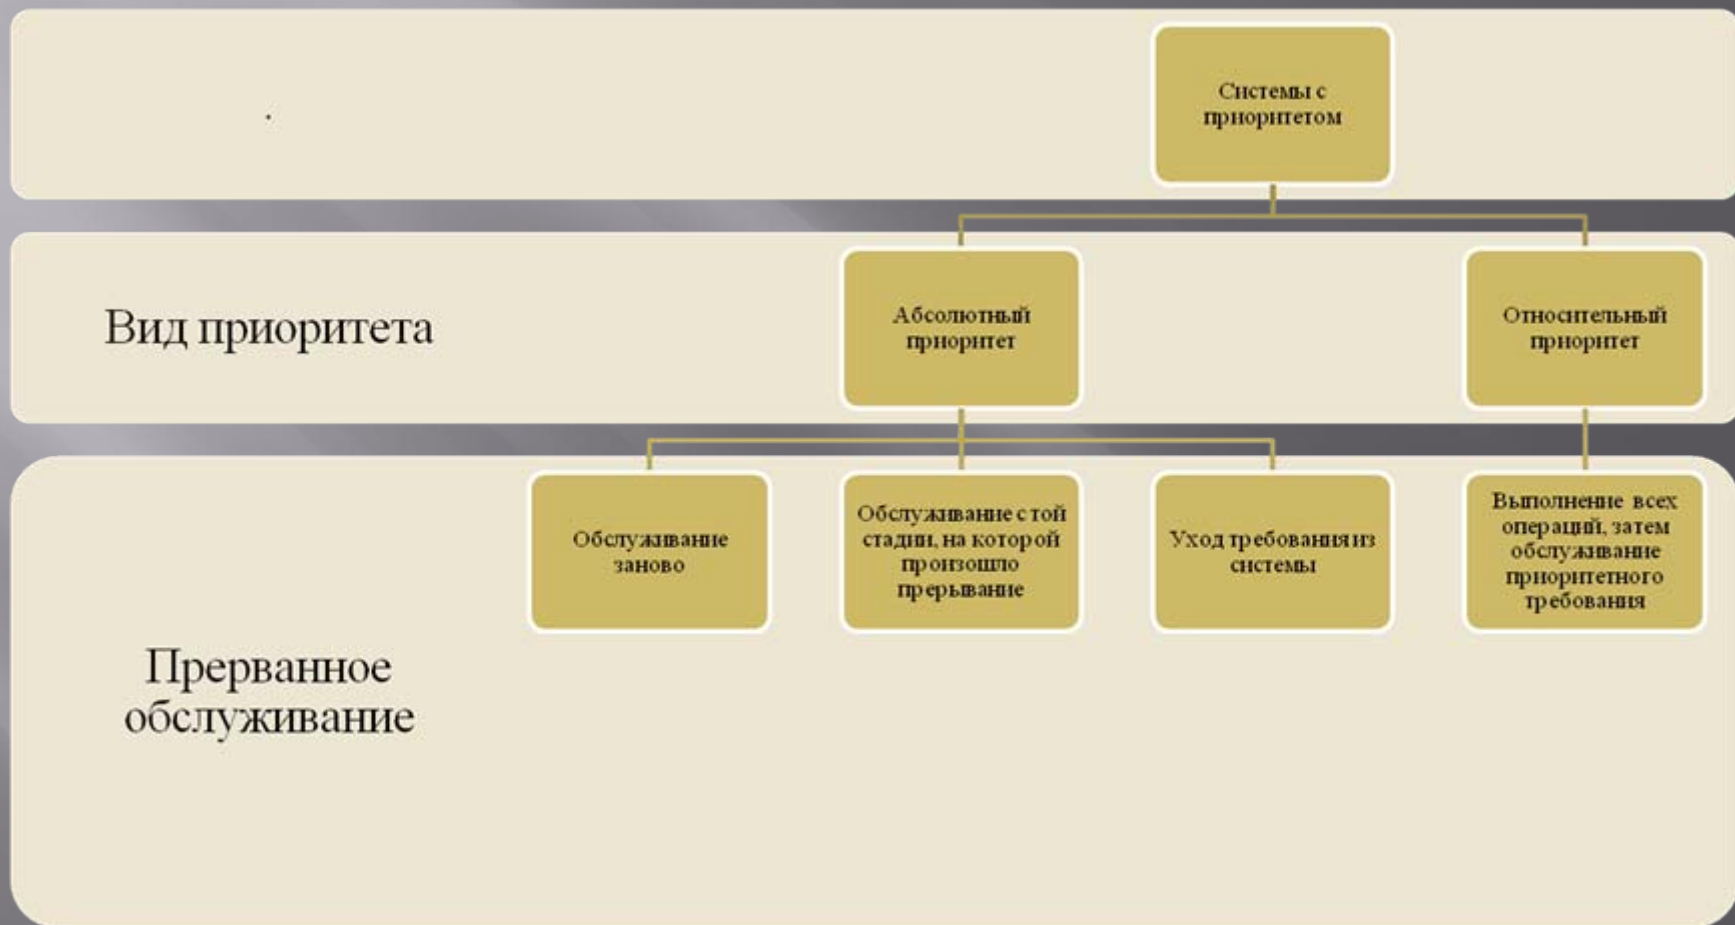 .
Системы с
приоритетом
Вид приоритета
Абсолютный
приоритет
Относительный
приоритет
Прерванное
обслуживание
Обслуживание
заново
Обслуживание с той
стадии, на которой
произошло
прерывание
Уход требования из
системы
Выполнение всех
операций, затем
обслуживание
приоритетного
требования